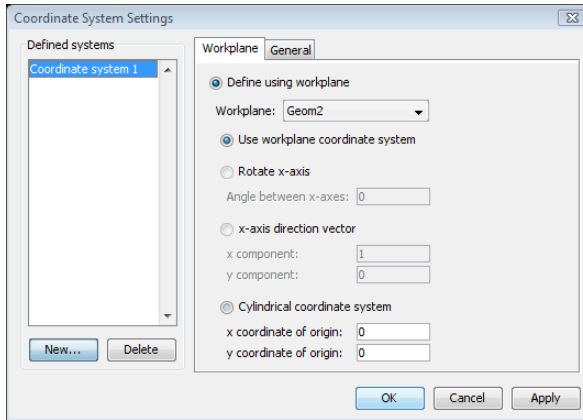 Coordinate System Settings
Defined systems
Coordinate system 1
New...
Delete
Workplane
General
Define using workplane
Workplane: Geom2
Use workplane coordinate system
Rotate x-axis
Angle between x-axes: 0
x-axis direction vector
x component: 1
y component: 0
Cylindrical coordinate system
x coordinate of origin: 0
y coordinate of origin: 0
OK
Cancel
Apply